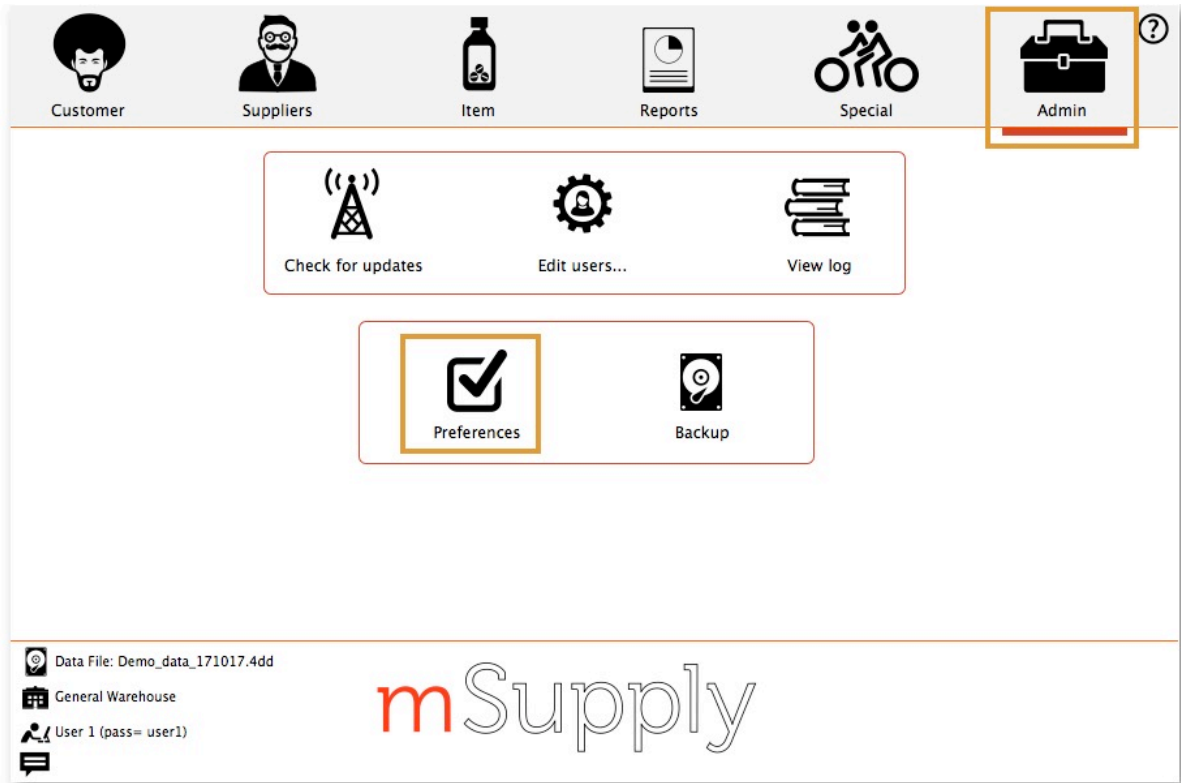 Customer
Suppliers
Item
Reports
Special
Admin
?
Check for updates
Edit users...
View log
Preferences
Backup
Data File: Demo_data_171017.4dd
General Warehouse
User 1 (pass= user1)
mSupply